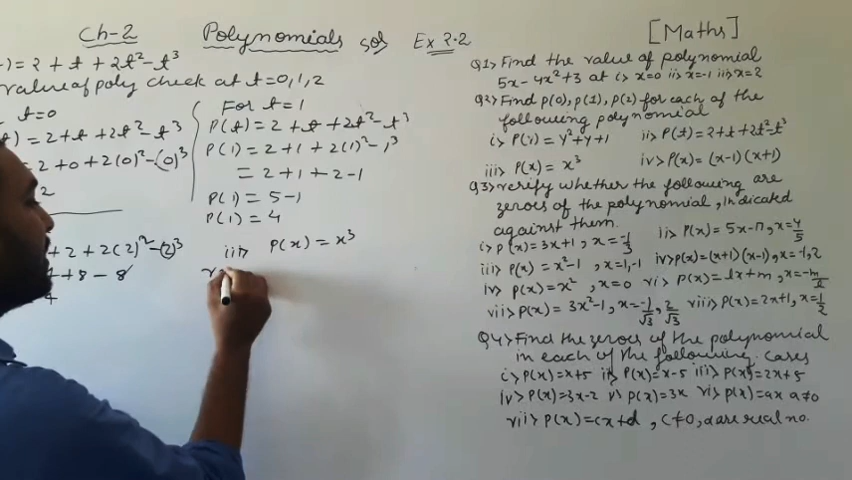 Ch-2 Polynomials sol Ex 2.2 [Maths]
) = 2 + t + 2t² - t³
value of poly check at t=0,1,2
t=0
t) = 2+t + 2t² - t³
= 2 + 0 + 2(0)² - (0)³
2
+ 2 + 2(2)² - (2)³
+ 8 - 8
4
For t = 1
P(t) = 2 + t + 2t² - t³
P(1) = 2 + 1 + 2(1)² - 1³
= 2 + 1 + 2 - 1
P(1) = 5 - 1
P(1) = 4
iii> P(x) = x³
Q1> Find the value of polynomial
5x - 4x² + 3 at i> x=0 ii> x=-1 iii> x=2
Q2> Find p(0), p(1), p(2) for each of the
following polynomial
i> P(y) = y² + y + 1 ii> P(t) = 2+t+2t²-t³
iii> P(x) = x³ iv> P(x) = (x-1)(x+1)
Q3> verify whether the following are
zeroes of the polynomial, indicated
against them.
i> p(x) = 3x+1, x = -1/3 ii> P(x) = 5x-π, x = 4/5
iii> P(x) = x²-1, x=1,-1 iv> P(x) = (x+1)(x-1), x=-1,2
iv> P(x) = x², x=0 vi> P(x) = lx+m, x=-m/l
vii> P(x) = 3x²-1, x=-1/√3, 2/√3 viii> P(x) = 2x+1, x=1/2
Q4> Find the zeroes of the polynomial
in each of the following cases
i> P(x)=x+5 ii> P(x)=x-5 iii> P(x)=2x+5
iv> P(x)=3x-2 v> P(x)=3x vi> p(x)=ax a≠0
vii> P(x)=cx+d, c≠0, d are real no.